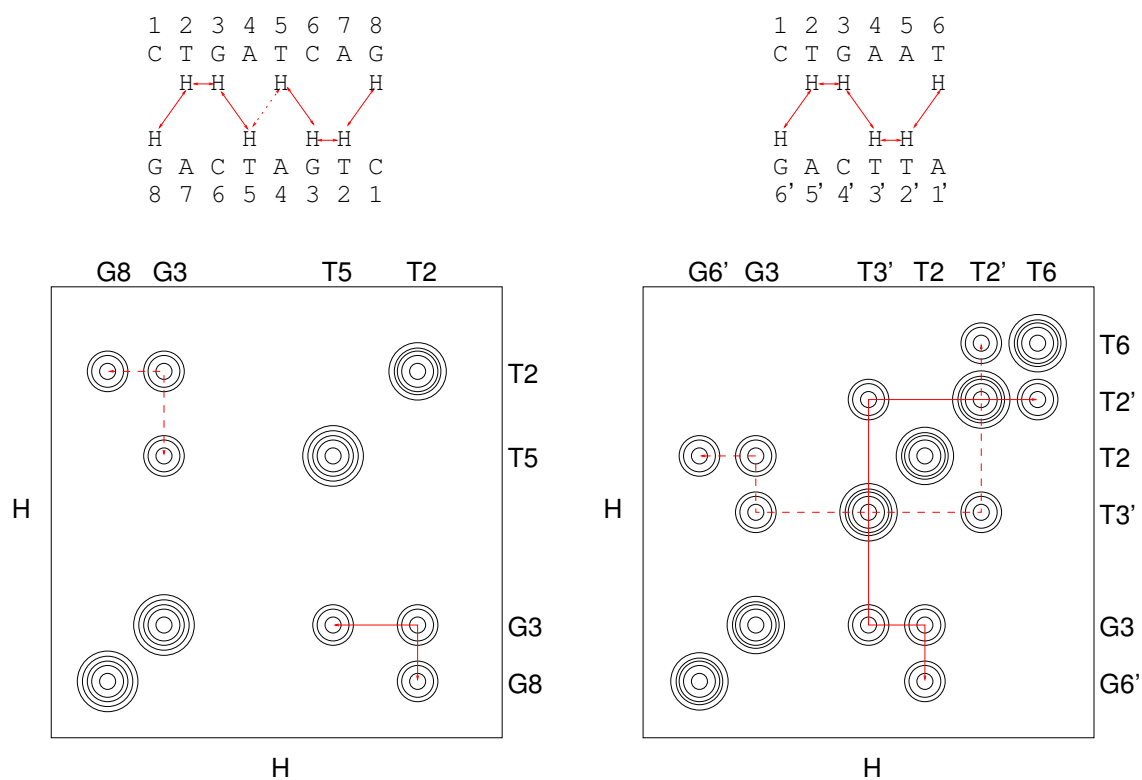 1 2 3 4 5 6 7 8
C T G A T C A G
H H H H
H H H H
G A C T A G T C
8 7 6 5 4 3 2 1
1 2 3 4 5 6
C T G A A T
H H H
H H H
G A C T T A
6' 5' 4' 3' 2' 1'
G8 G3 T5 T2
T2
T5
H
G3
G8
H
G6' G3 T3' T2 T2' T6
T6
T2'
T2
H
T3'
G3
G6'
H